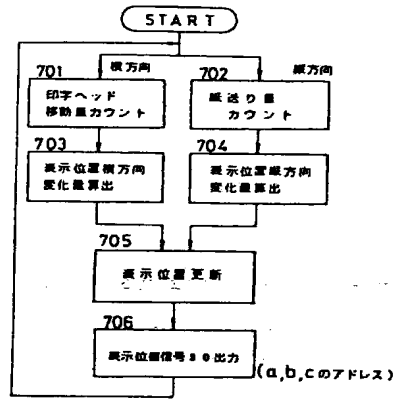 START
701
横方向
702
縦方向
印字ヘッド
移動量カウント
紙送り量
カウント
703
表示位置横方向
変化量算出
704
表示位置縦方向
変化量算出
705
表示位置更新
706
表示位置信号30出力
(a,b,cのアドレス)